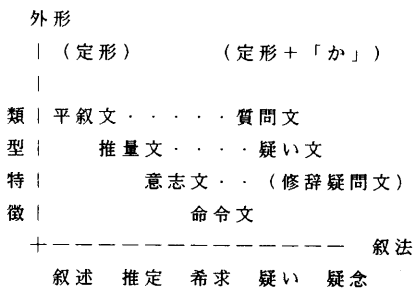 外形
| (定形) (定形+「か」)
|
類 | 平叙文・・・・・質問文
型 | 推量文・・・・疑い文
特 | 意志文・・(修辞疑問文)
徴 | 命令文
+−−−−−−−−−−−−− 叙法
叙述 推定 希求 疑い 疑念